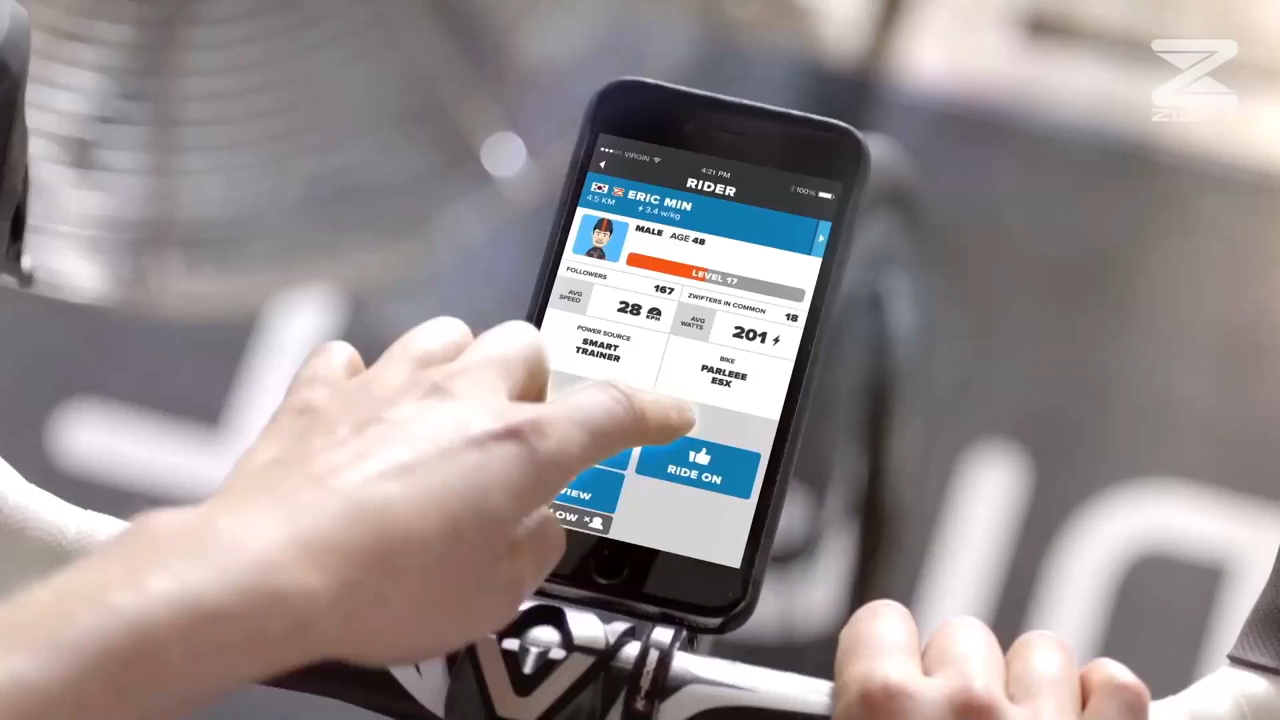 VIRGIN
4:21 PM
100%
RIDER
ERIC MIN
4.5 KM
3.4 w/kg
MALE AGE 48
LEVEL 17
FOLLOWERS
167
ZWIFTERS IN COMMON
18
AVG
SPEED
28 KPH
AVG
WATTS
201
POWER SOURCE
SMART
TRAINER
BIKE
PARLEEE
ESX
RIDE ON
VIEW
LOW